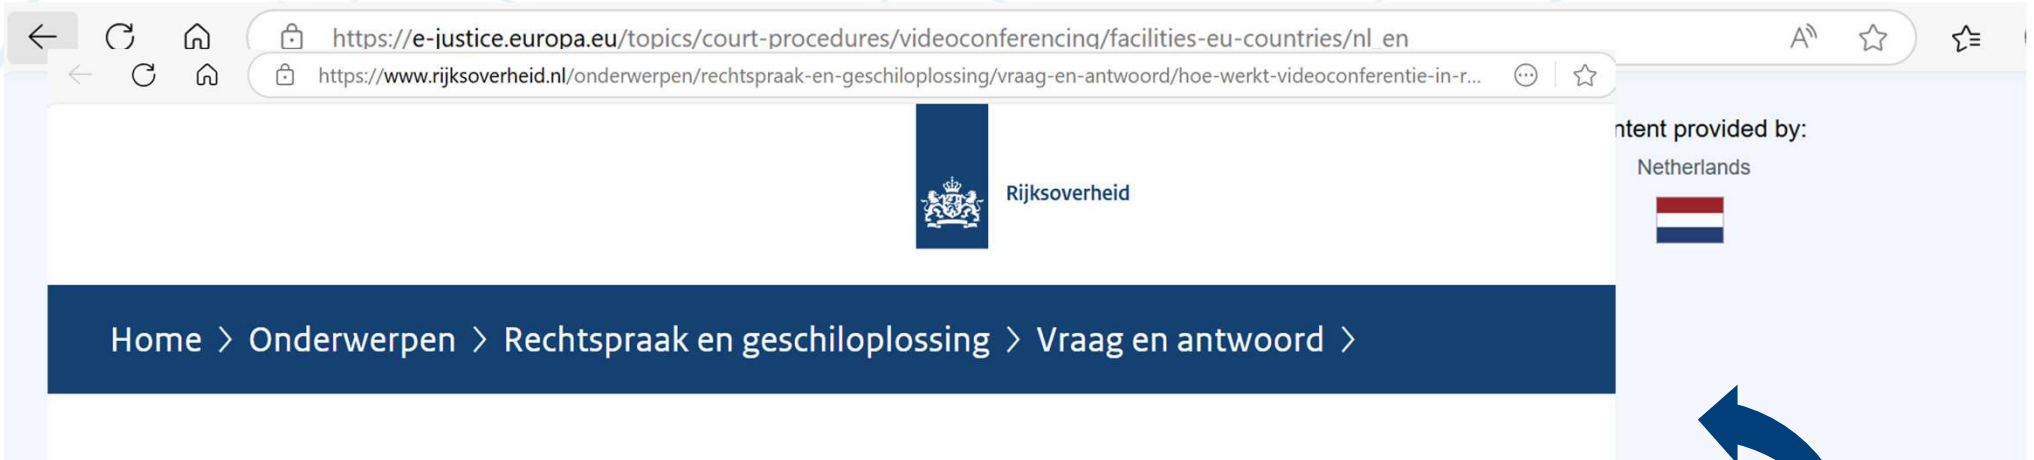 https://e-justice.europa.eu/topics/court-procedures/videoconferencing/facilities-eu-countries/nl_en
https://www.rijksoverheid.nl/onderwerpen/rechtspraak-en-geschiloplossing/vraag-en-antwoord/hoe-werkt-videoconferentie-in-r...
ntent provided by:
Netherlands
Rijksoverheid
Home > Onderwerpen > Rechtspraak en geschiloplossing > Vraag en antwoord >